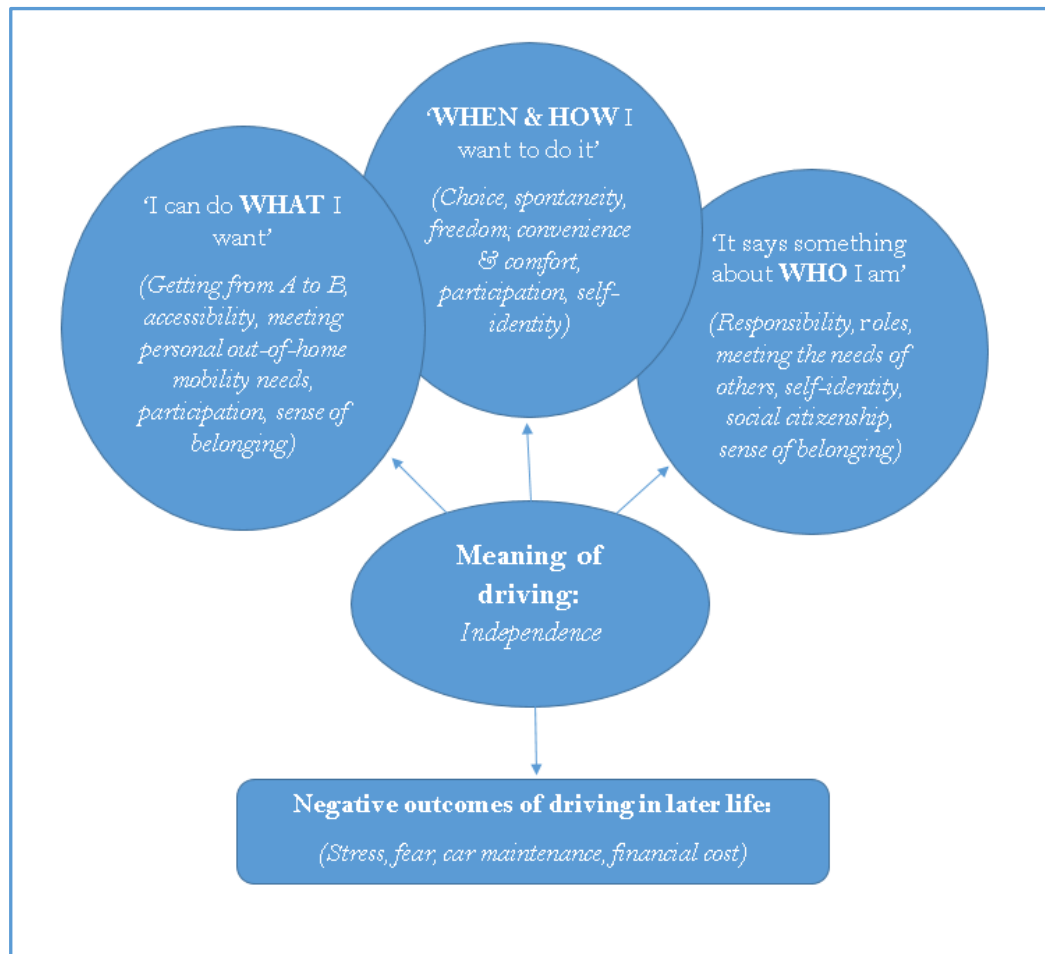 ‘I can do WHAT I
want’
(Getting from A to B,
accessibility, meeting
personal out-of-home
mobility needs,
participation, sense of
belonging)
‘WHEN & HOW I
want to do it’
(Choice, spontaneity,
freedom, convenience
& comfort,
participation, self-
identity)
‘It says something
about WHO I am’
(Responsibility, roles,
meeting the needs of
others, self-identity,
social citizenship,
sense of belonging)
Meaning of
driving:
Independence
Negative outcomes of driving in later life:
(Stress, fear, car maintenance, financial cost)